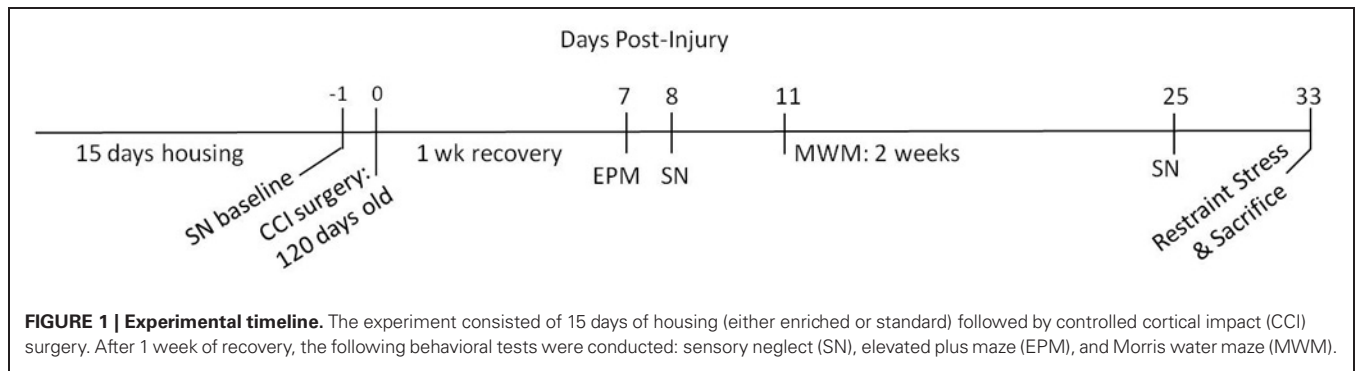 Days Post-Injury
-1 0 7 8 11 25 33
15 days housing
1 wk recovery
MWM: 2 weeks
EPM SN
SN
SN baseline
CCI surgery:
120 days old
Restraint Stress
& Sacrifice
FIGURE 1 | Experimental timeline. The experiment consisted of 15 days of housing (either enriched or standard) followed by controlled cortical impact (CCI)
surgery. After 1 week of recovery, the following behavioral tests were conducted: sensory neglect (SN), elevated plus maze (EPM), and Morris water maze (MWM).